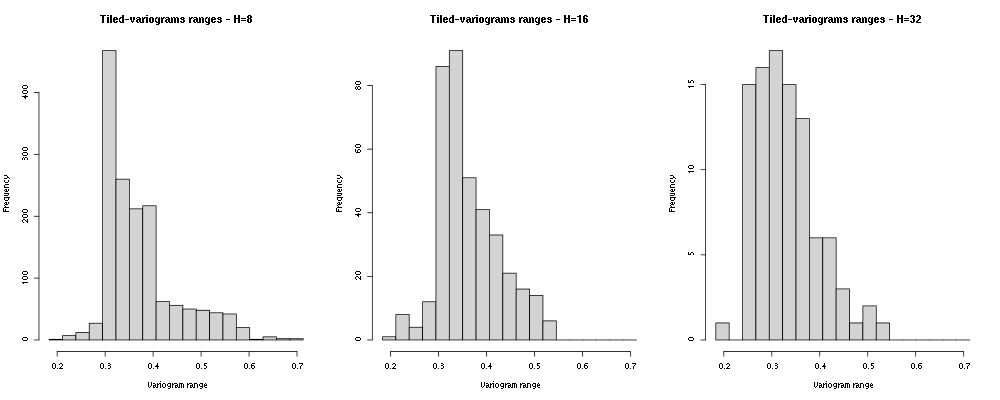 Tiled-variograms ranges - H=8
Frequency
0
100
200
300
400
0.2 0.3 0.4 0.5 0.6 0.7
Variogram range
Tiled-variograms ranges - H=16
Frequency
0
20
40
60
80
0.2 0.3 0.4 0.5 0.6 0.7
Variogram range
Tiled-variograms ranges - H=32
Frequency
0
5
10
15
0.2 0.3 0.4 0.5 0.6 0.7
Variogram range